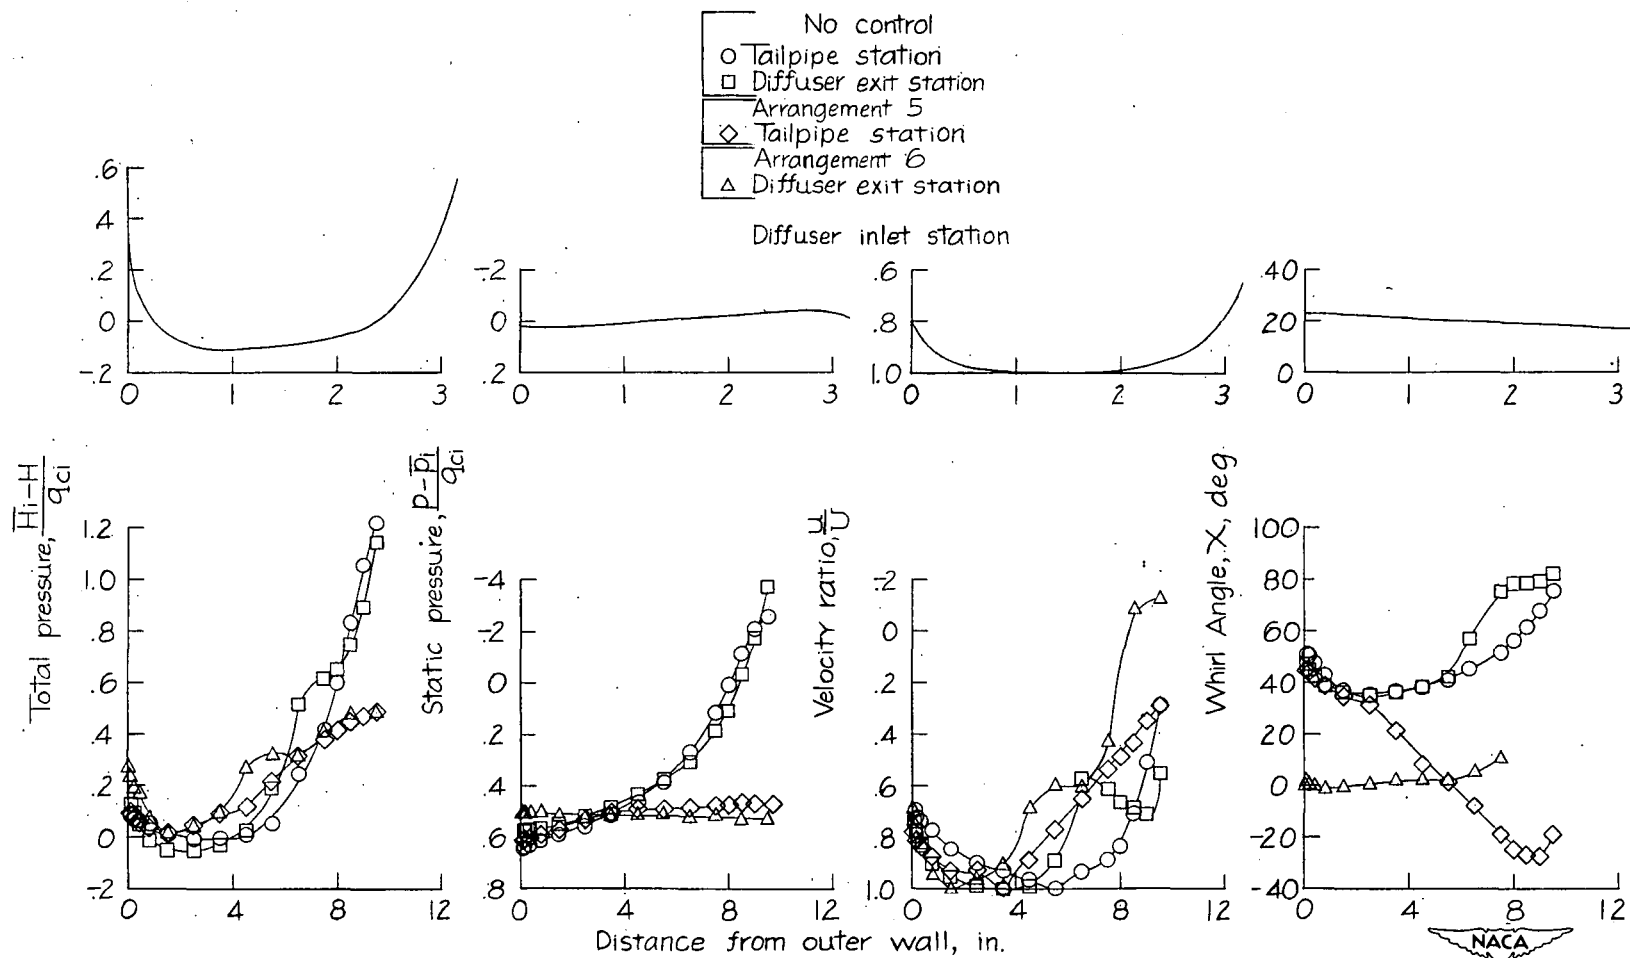 No control
○ Tailpipe station
□ Diffuser exit station
Arrangement 5
◇ Tailpipe station
Arrangement 6
△ Diffuser exit station
Diffuser inlet station
.6
.4
.2
0
-.2
0 1 2 3
-.2
0
.2
0 1 2 3
.6
.8
1.0
0 1 2 3
40
20
0
0 1 2 3
Total pressure, H̅i-H/qci
1.2
1.0
.8
.6
.4
.2
0
-.2
0 4 8 12
Static pressure, p-p̅i/qci
-.4
-.2
0
.2
.4
.6
.8
0 4 8 12
Velocity ratio, u/U
-.2
0
.2
.4
.6
.8
1.0
0 4 8 12
Whirl Angle, X, deg
100
80
60
40
20
0
-20
-40
0 4 8 12
Distance from outer wall, in.
NACA